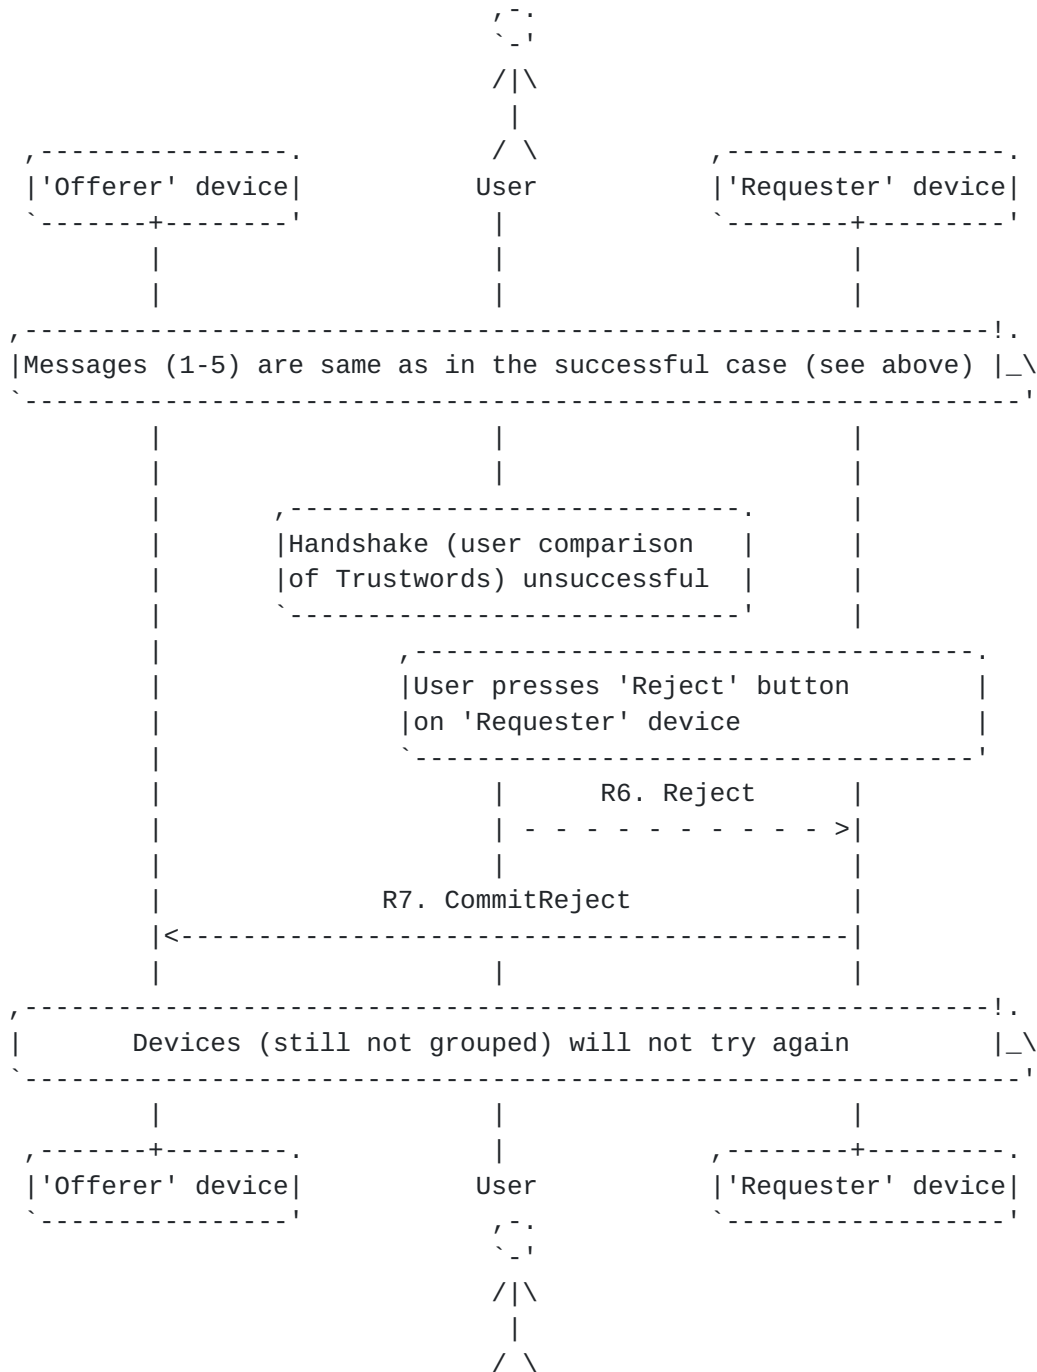 'Offerer' device User 'Requester' device
Messages (1-5) are same as in the successful case (see above)
Handshake (user comparison
of Trustwords) unsuccessful
User presses 'Reject' button
on 'Requester' device
R6. Reject
R7. CommitReject
Devices (still not grouped) will not try again
'Offerer' device User 'Requester' device